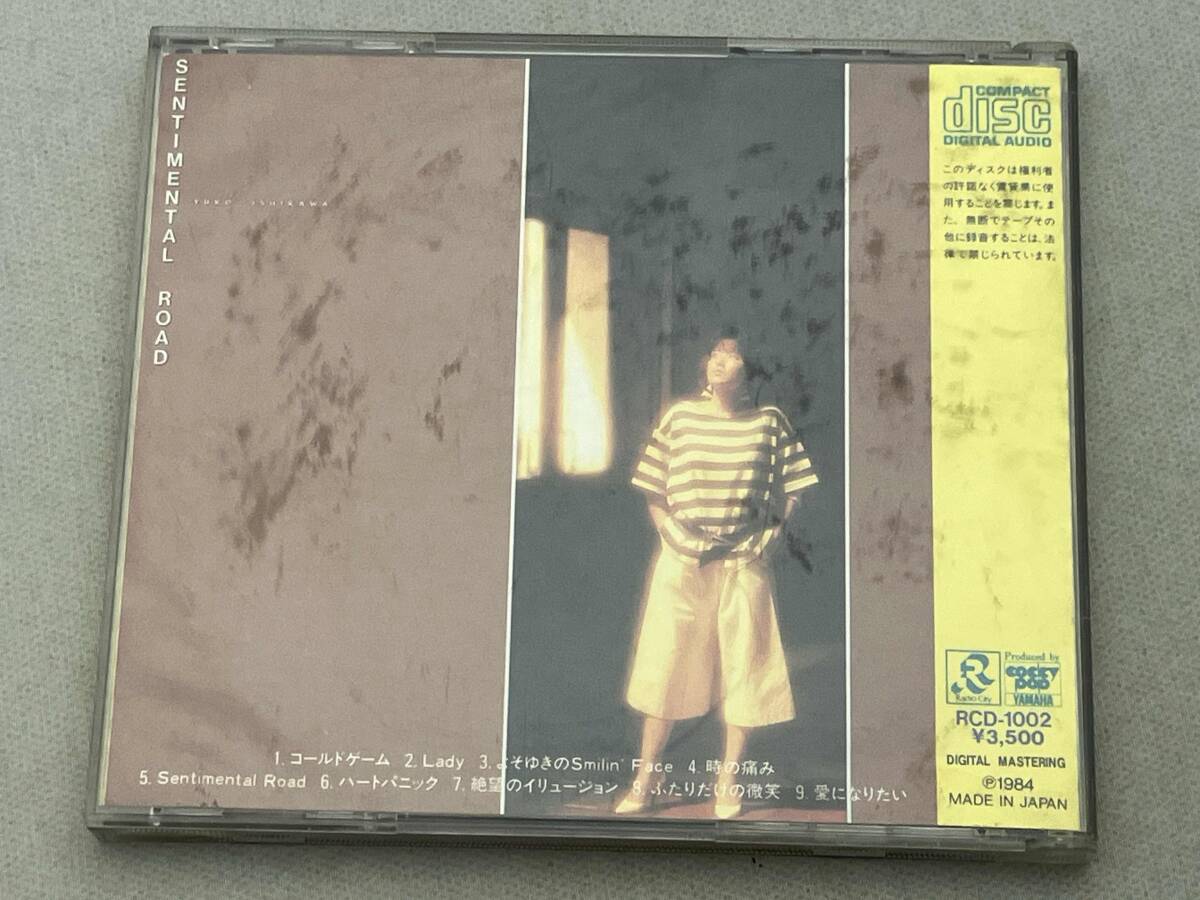 SENTIMENTAL ROAD
YUKO ISHIKAWA
COMPACT
disc
DIGITAL AUDIO
このディスクは権利者
の許諾なく賃貸業に使
用することを禁じます。ま
た、無断でテープその
他に録音することは、法
律で禁じられています。
R
Radio City
Produced by
COCKY
POP
YAMAHA
RCD-1002
¥3,500
DIGITAL MASTERING
Ⓟ1984
MADE IN JAPAN
1. コールドゲーム 2. Lady 3. よそゆきのSmilin' Face 4. 時の痛み
5. Sentimental Road 6. ハートパニック 7. 絶望のイリュージョン 8. ふたりだけの微笑 9. 愛になりたい